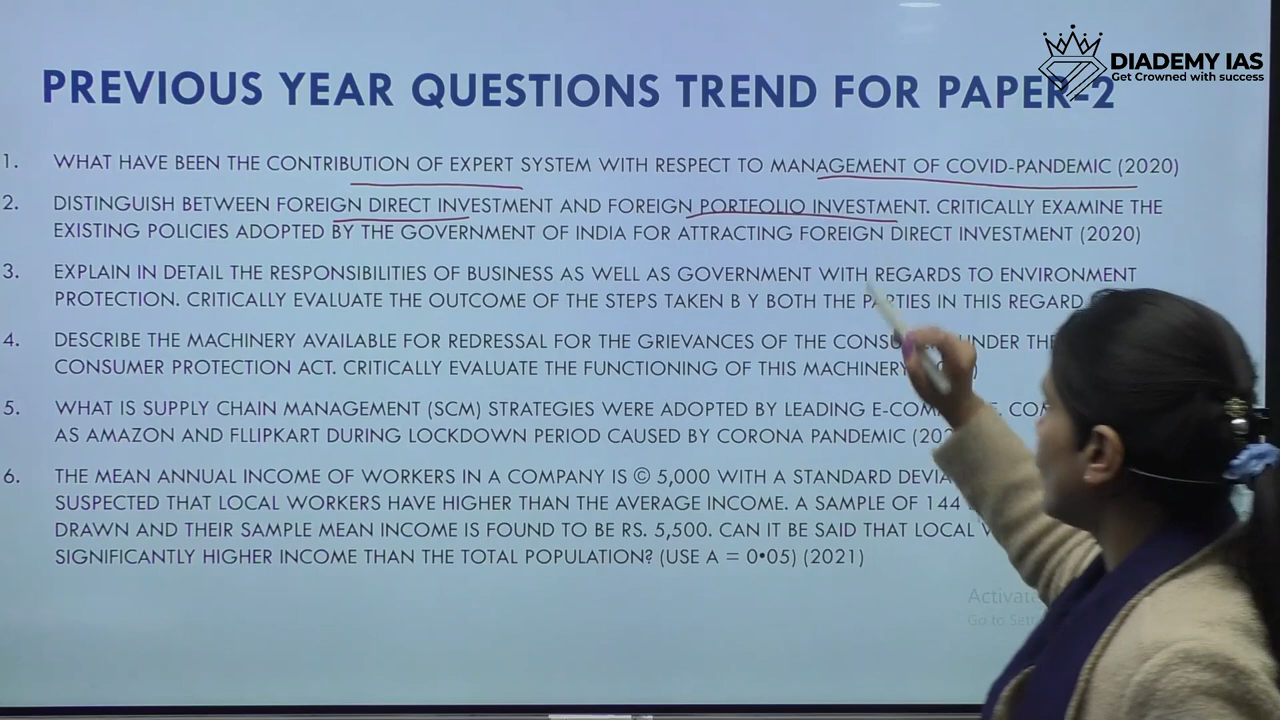 DIADEMY IAS
Get Crowned with success
PREVIOUS YEAR QUESTIONS TREND FOR PAPER-2
1. WHAT HAVE BEEN THE CONTRIBUTION OF EXPERT SYSTEM WITH RESPECT TO MANAGEMENT OF COVID-PANDEMIC (2020)
2. DISTINGUISH BETWEEN FOREIGN DIRECT INVESTMENT AND FOREIGN PORTFOLIO INVESTMENT. CRITICALLY EXAMINE THE
EXISTING POLICIES ADOPTED BY THE GOVERNMENT OF INDIA FOR ATTRACTING FOREIGN DIRECT INVESTMENT (2020)
3. EXPLAIN IN DETAIL THE RESPONSIBILITIES OF BUSINESS AS WELL AS GOVERNMENT WITH REGARDS TO ENVIRONMENT
PROTECTION. CRITICALLY EVALUATE THE OUTCOME OF THE STEPS TAKEN B Y BOTH THE PARTIES IN THIS REGARD
4. DESCRIBE THE MACHINERY AVAILABLE FOR REDRESSAL FOR THE GRIEVANCES OF THE UNDER THE
CONSUMER PROTECTION ACT. CRITICALLY EVALUATE THE FUNCTIONING OF THIS MACHINERY
5. WHAT IS SUPPLY CHAIN MANAGEMENT (SCM) STRATEGIES WERE ADOPTED BY LEADING
AS AMAZON AND FLLIPKART DURING LOCKDOWN PERIOD CAUSED BY CORONA PANDEMIC
6. THE MEAN ANNUAL INCOME OF WORKERS IN A COMPANY IS © 5,000 WITH A STANDARD
SUSPECTED THAT LOCAL WORKERS HAVE HIGHER THAN THE AVERAGE INCOME. A SAMPLE OF 144
DRAWN AND THEIR SAMPLE MEAN INCOME IS FOUND TO BE RS. 5,500. CAN IT BE SAID THAT LOCAL
SIGNIFICANTLY HIGHER INCOME THAN THE TOTAL POPULATION? (USE A = 0•05) (2021)
Go to